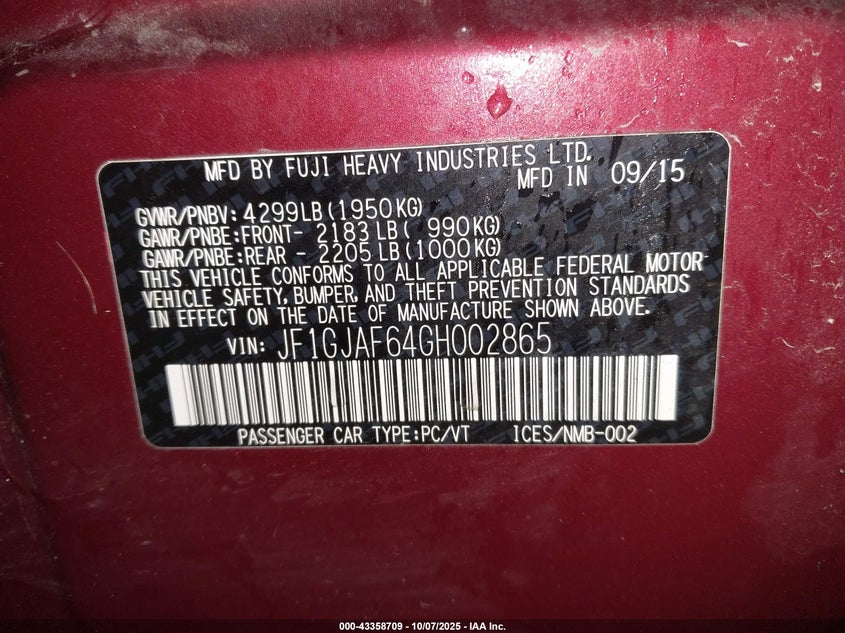 MFD BY FUJI HEAVY INDUSTRIES LTD.
MFD IN 09/15
GVWR/PNBV: 4299LB(1950KG)
GAWR/PNBE:FRONT- 2183 LB( 990KG)
GAWR/PNBE:REAR - 2205 LB(1000KG)
THIS VEHICLE CONFORMS TO ALL APPLICABLE FEDERAL MOTOR
VEHICLE SAFETY, BUMPER, AND THEFT PREVENTION STANDARDS
IN EFFECT ON THE DATE OF MANUFACTURE SHOWN ABOVE.
VIN: JF1GJAF64GH002865
PASSENGER CAR TYPE:PC/VT ICES/NMB-002
000-43358709 - 10/07/2025 - IAA Inc.